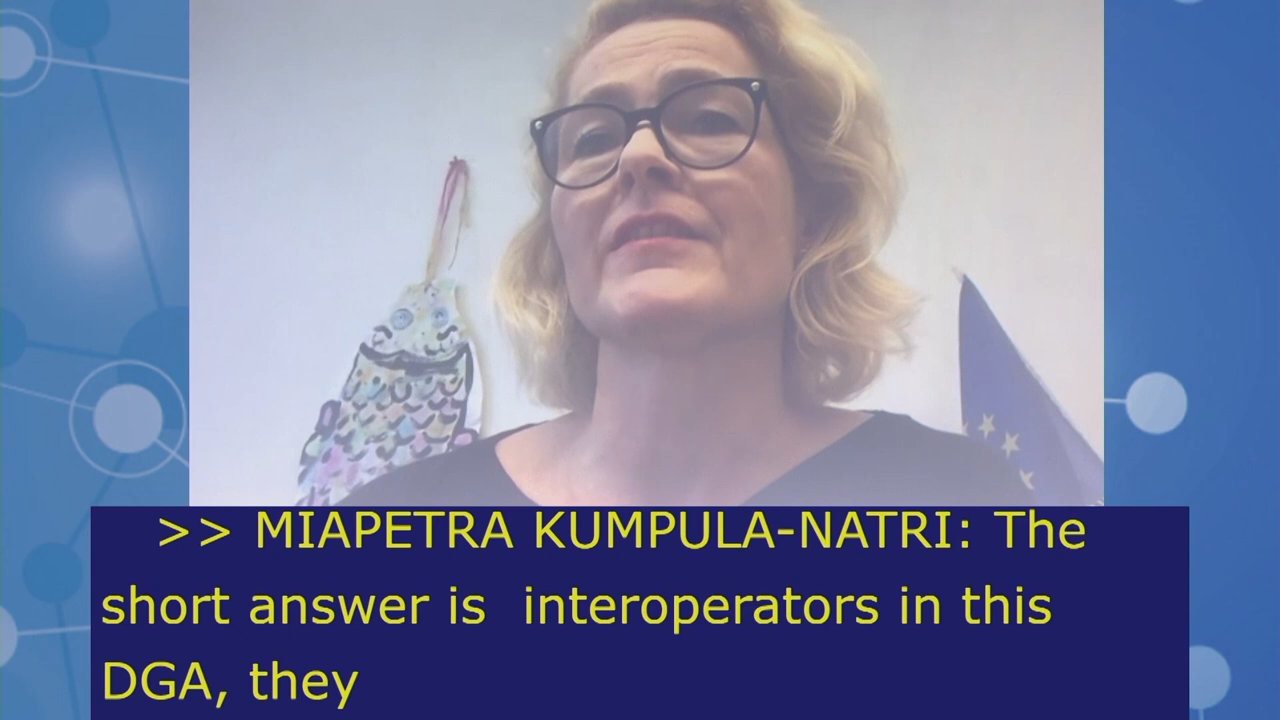 >> MIAPETRA KUMPULA-NATRI: The
short answer is  interoperators in this
DGA, they